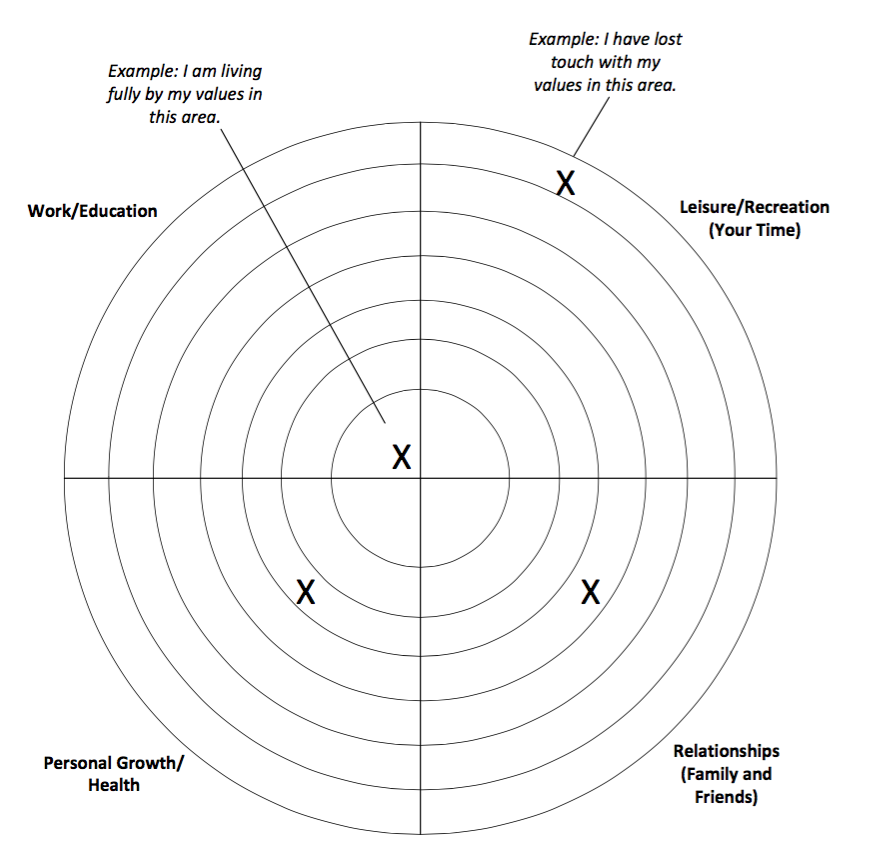 Example: I have lost
touch with my
values in this area.
Example: I am living
fully by my values in
this area.
Work/Education
Leisure/Recreation
(Your Time)
X
X
X
X
Personal Growth/
Health
Relationships
(Family and
Friends)